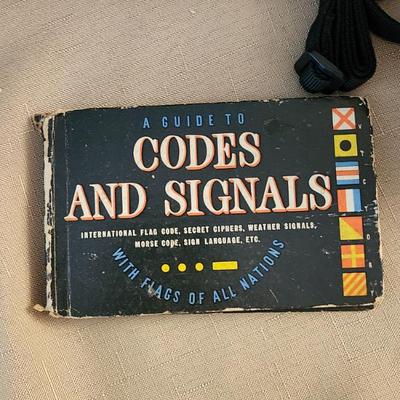 A GUIDE TO
CODES
AND SIGNALS
INTERNATIONAL FLAG CODE, SECRET CIPHERS, WEATHER SIGNALS,
MORSE CODE, SIGN LANGUAGE, ETC.
WITH FLAGS OF ALL NATIONS
V
I
C
T
O
R
Y